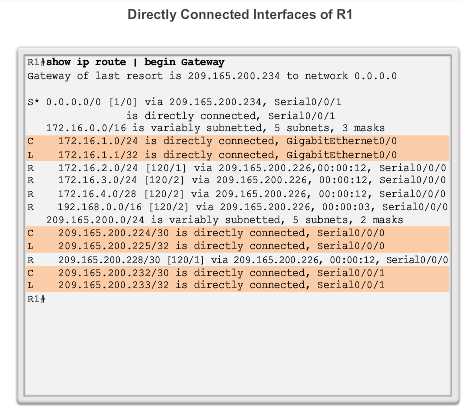 Directly Connected Interfaces of R1
R1#show ip route | begin Gateway
Gateway of last resort is 209.165.200.234 to network 0.0.0.0
S* 0.0.0.0/0 [1/0] via 209.165.200.234, Serial0/0/1
is directly connected, Serial0/0/1
172.16.0.0/16 is variably subnetted, 5 subnets, 3 masks
C 172.16.1.0/24 is directly connected, GigabitEthernet0/0
L 172.16.1.1/32 is directly connected, GigabitEthernet0/0
R 172.16.2.0/24 [120/1] via 209.165.200.226,00:00:12, Serial0/0/0
R 172.16.3.0/24 [120/2] via 209.165.200.226, 00:00:12, Serial0/0/0
R 172.16.4.0/28 [120/2] via 209.165.200.226, 00:00:12, Serial0/0/0
R 192.168.0.0/16 [120/2] via 209.165.200.226, 00:00:03, Serial0/0/0
209.165.200.0/24 is variably subnetted, 5 subnets, 2 masks
C 209.165.200.224/30 is directly connected, Serial0/0/0
L 209.165.200.225/32 is directly connected, Serial0/0/0
R 209.165.200.228/30 [120/1] via 209.165.200.226, 00:00:12, Serial0/0/0
C 209.165.200.232/30 is directly connected, Serial0/0/1
L 209.165.200.233/32 is directly connected, Serial0/0/1
R1#